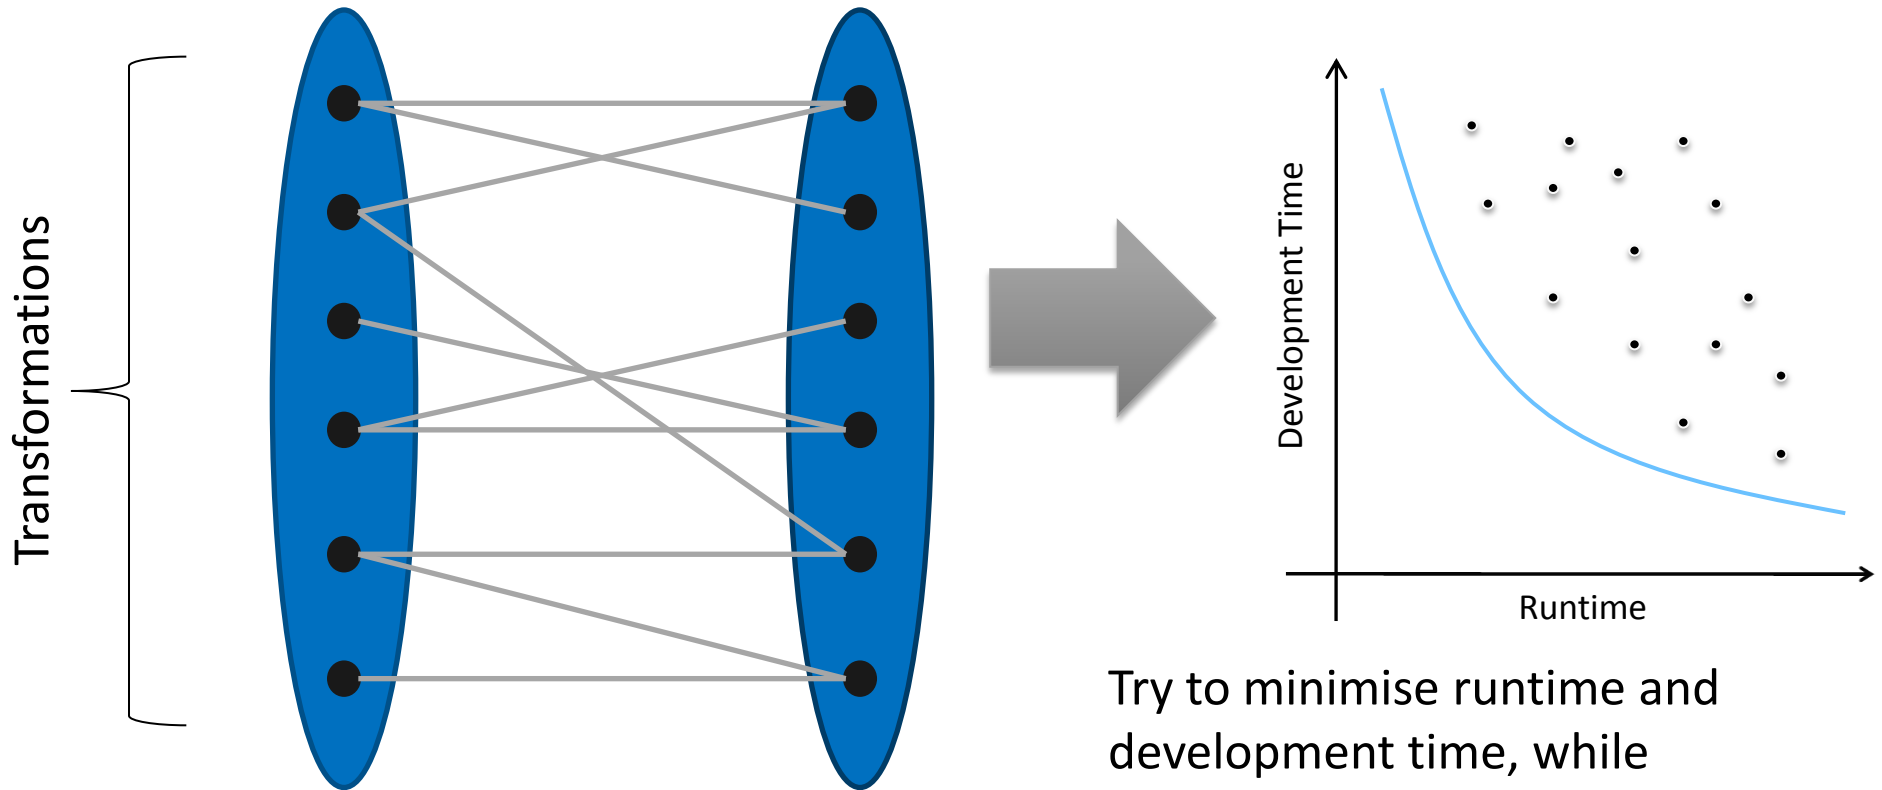 Transformations
Development Time
Runtime
Try to minimise runtime and
development time, while